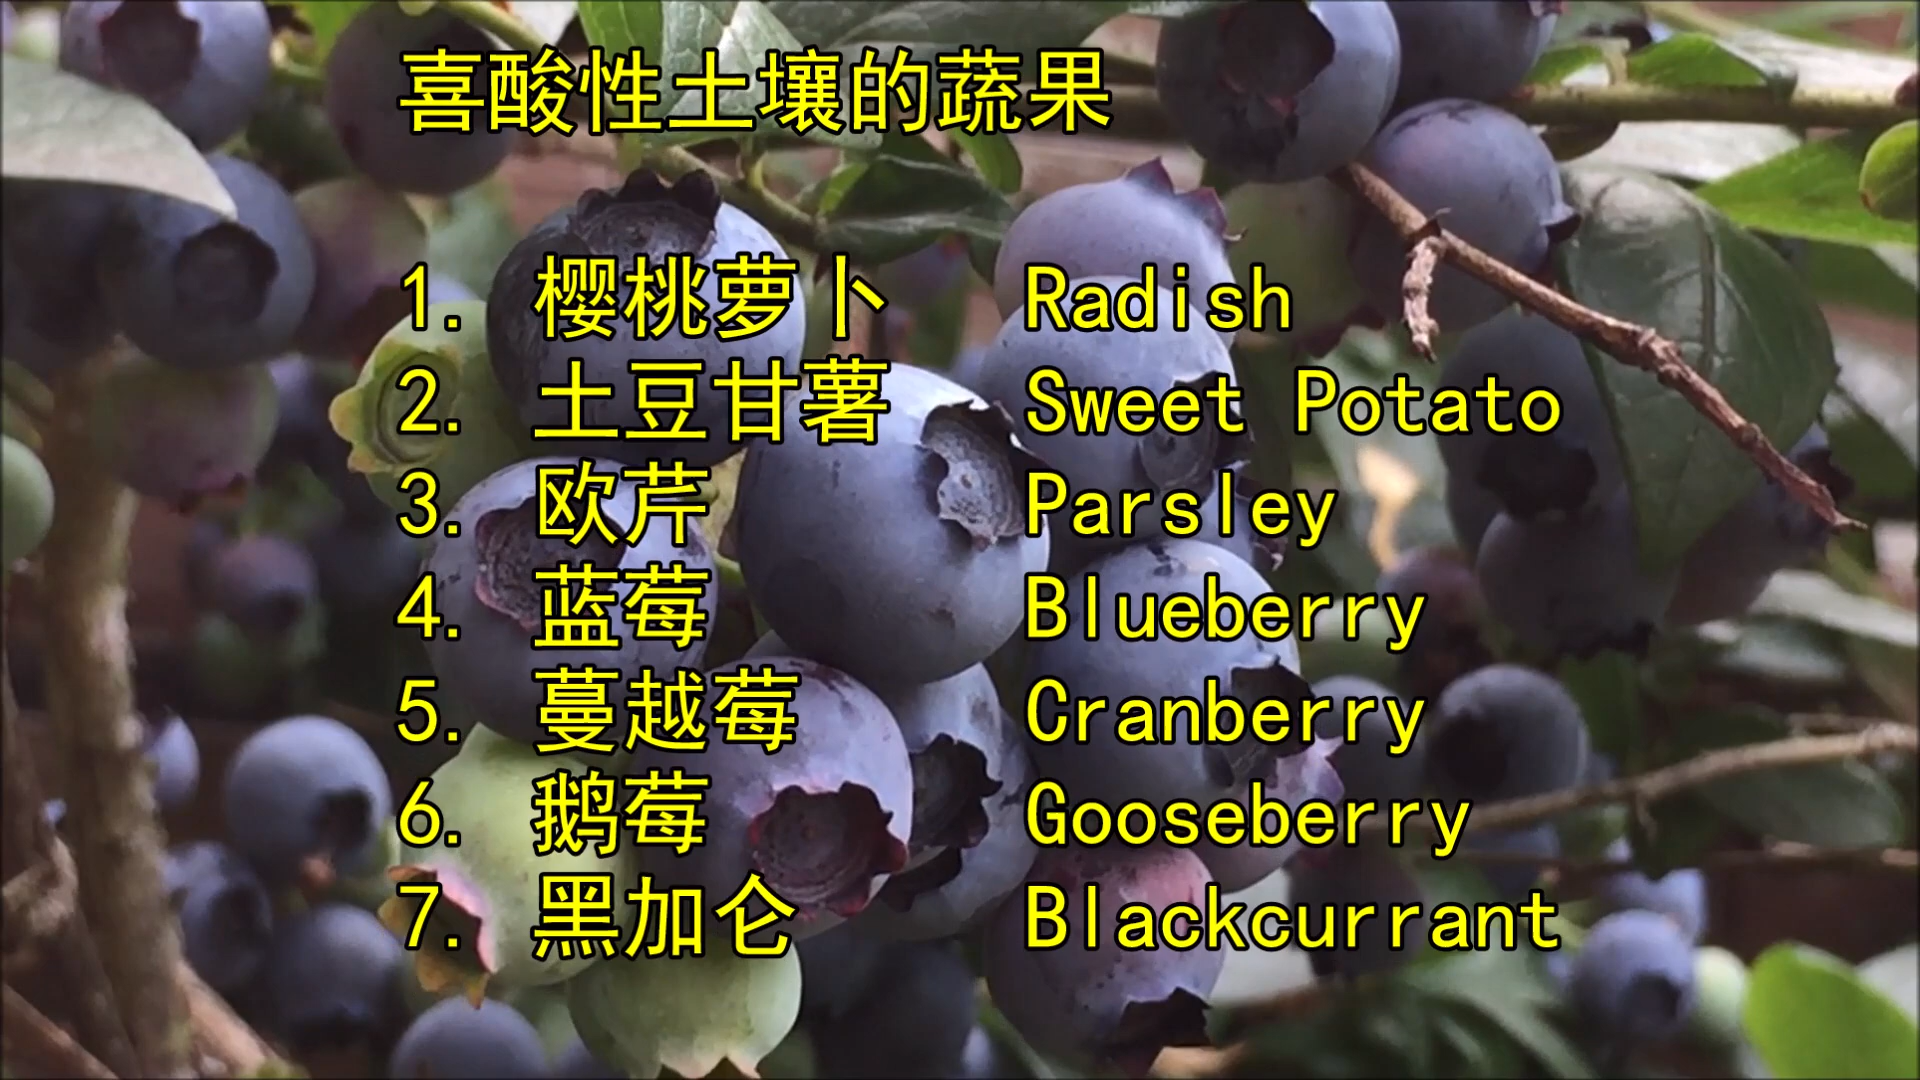 喜酸性土壤的蔬果
1. 樱桃萝卜 Radish
2. 土豆甘薯 Sweet Potato
3. 欧芹 Parsley
4. 蓝莓 Blueberry
5. 蔓越莓 Cranberry
6. 鹅莓 Gooseberry
7. 黑加仑 Blackcurrant